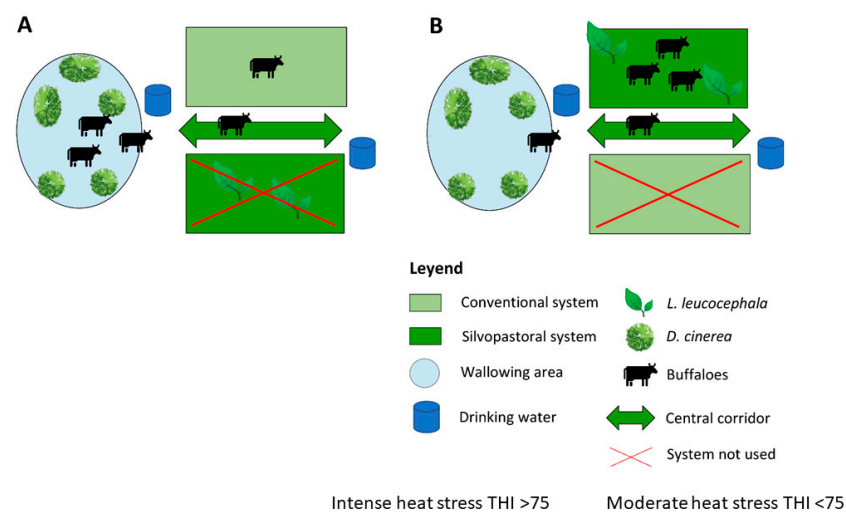 A
B
Leyend
Conventional system
L. leucocephala
Silvopastoral system
D. cinerea
Wallowing area
Buffaloes
Drinking water
Central corridor
System not used
Intense heat stress THI >75
Moderate heat stress THI <75